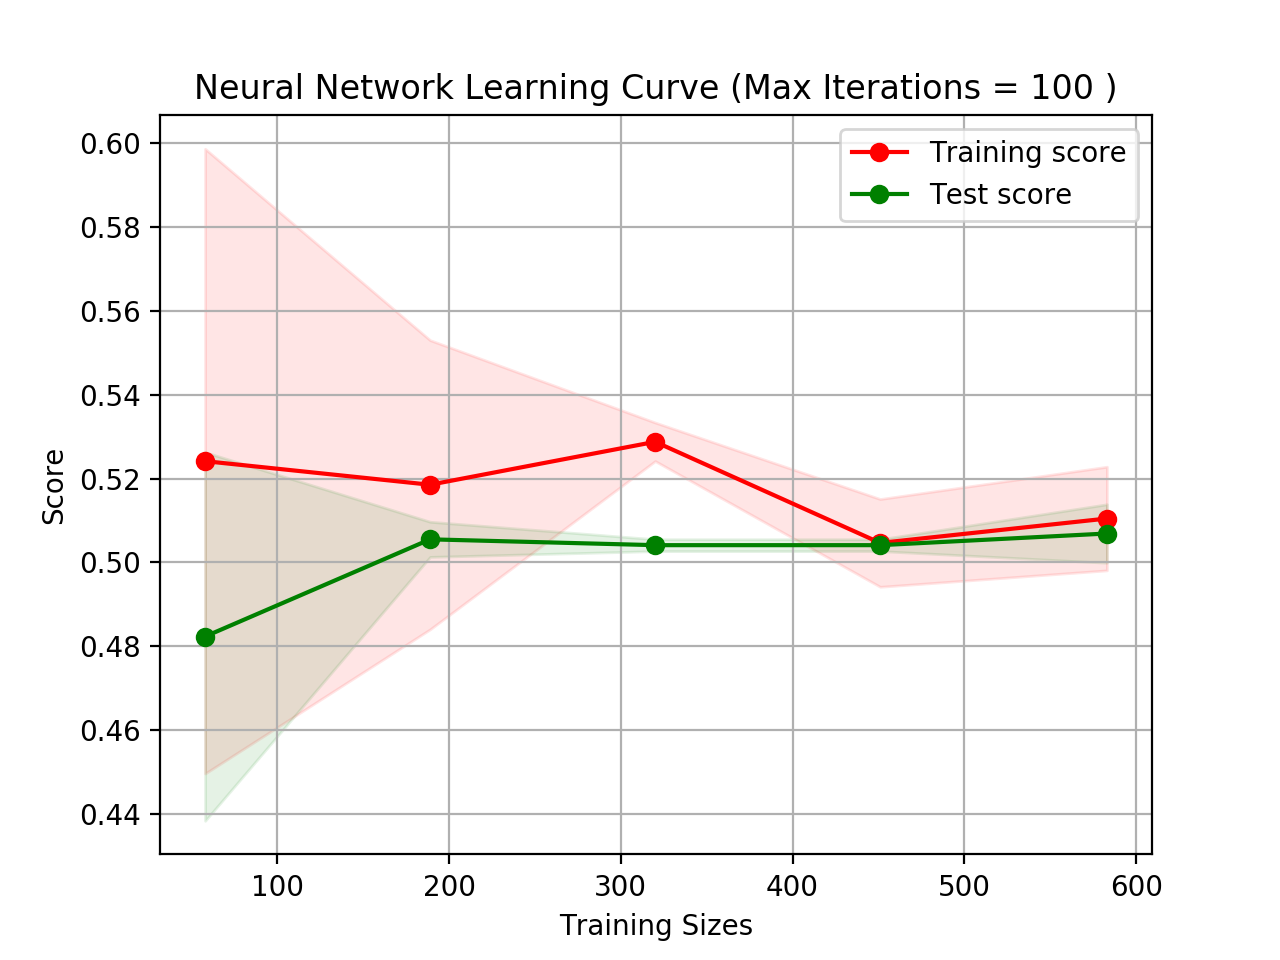 Neural Network Learning Curve (Max Iterations = 100 )
Training score
Test score
0.60
0.58
0.56
0.54
0.52
0.50
0.48
0.46
0.44
Score
100 200 300 400 500 600
Training Sizes